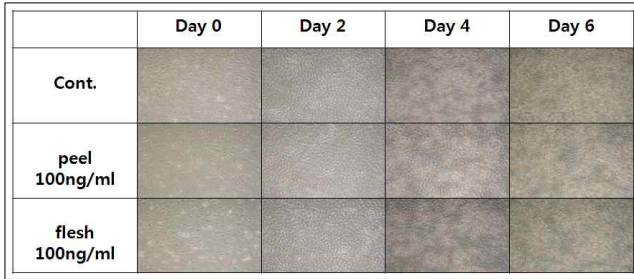 Day 0 Day 2 Day 4 Day 6
Cont.
peel
100ng/ml
flesh
100ng/ml